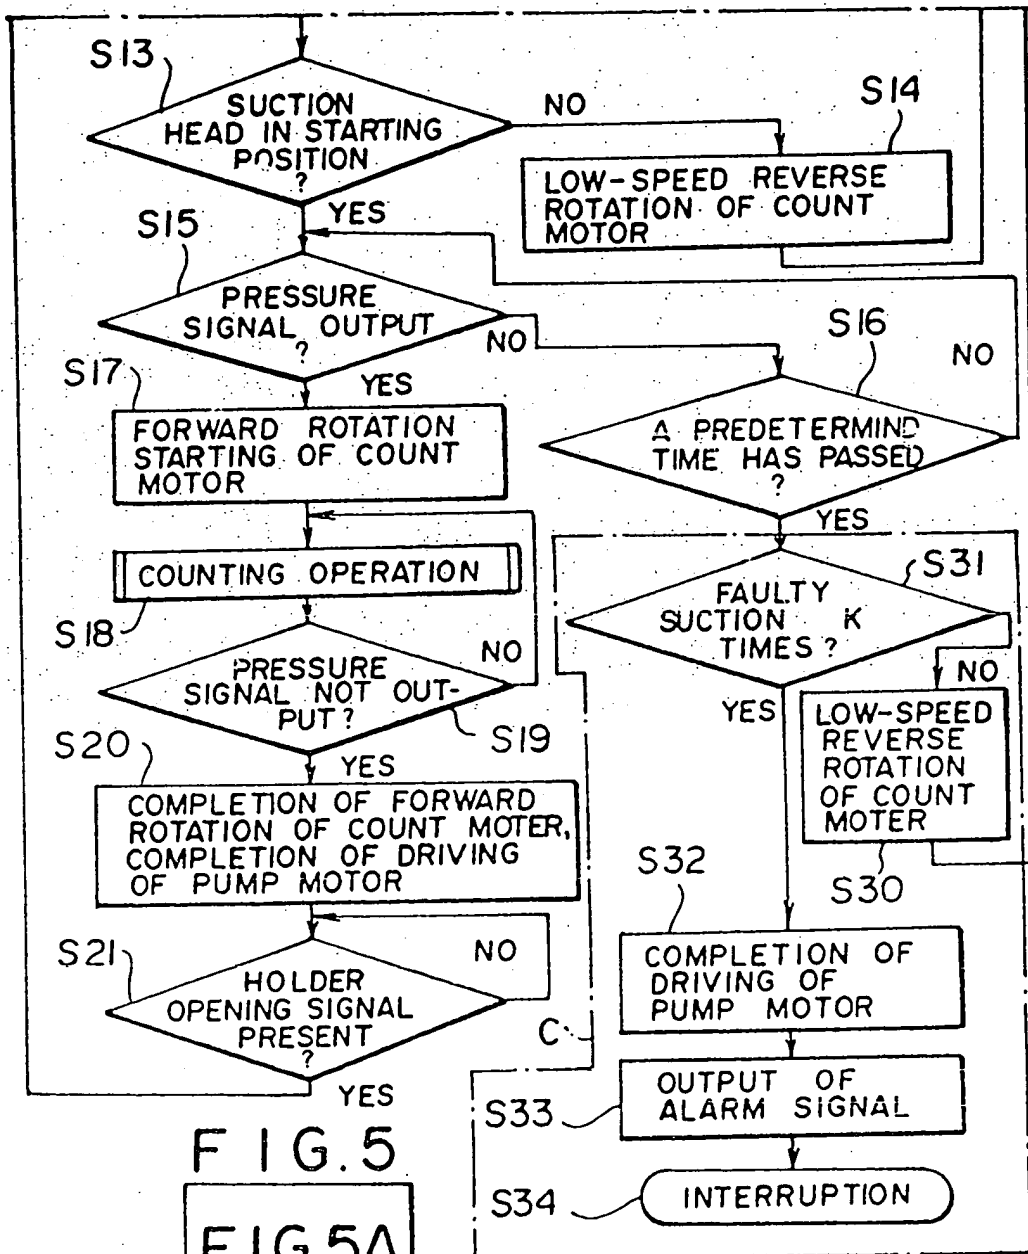 S13
SUCTION
HEAD IN STARTING
POSITION
?
NO
S14
LOW-SPEED REVERSE
ROTATION OF COUNT
MOTOR
YES
S15
PRESSURE
SIGNAL OUTPUT
?
NO
S16
NO
A PREDETERMIND
TIME HAS PASSED
?
YES
S17
YES
FORWARD ROTATION
STARTING OF COUNT
MOTOR
COUNTING OPERATION
S18
PRESSURE
SIGNAL NOT OUT-
PUT?
NO
S19
YES
S31
FAULTY
SUCTION K
TIMES?
NO
YES
LOW-SPEED
REVERSE
ROTATION
OF COUNT
MOTER
S30
S20
COMPLETION OF FORWARD
ROTATION OF COUNT MOTER,
COMPLETION OF DRIVING
OF PUMP MOTOR
S21
NO
HOLDER
OPENING SIGNAL
PRESENT
?
YES
C
S32
COMPLETION OF
DRIVING OF
PUMP MOTOR
S33
OUTPUT OF
ALARM SIGNAL
S34
INTERRUPTION
FIG.5
FIG.5A